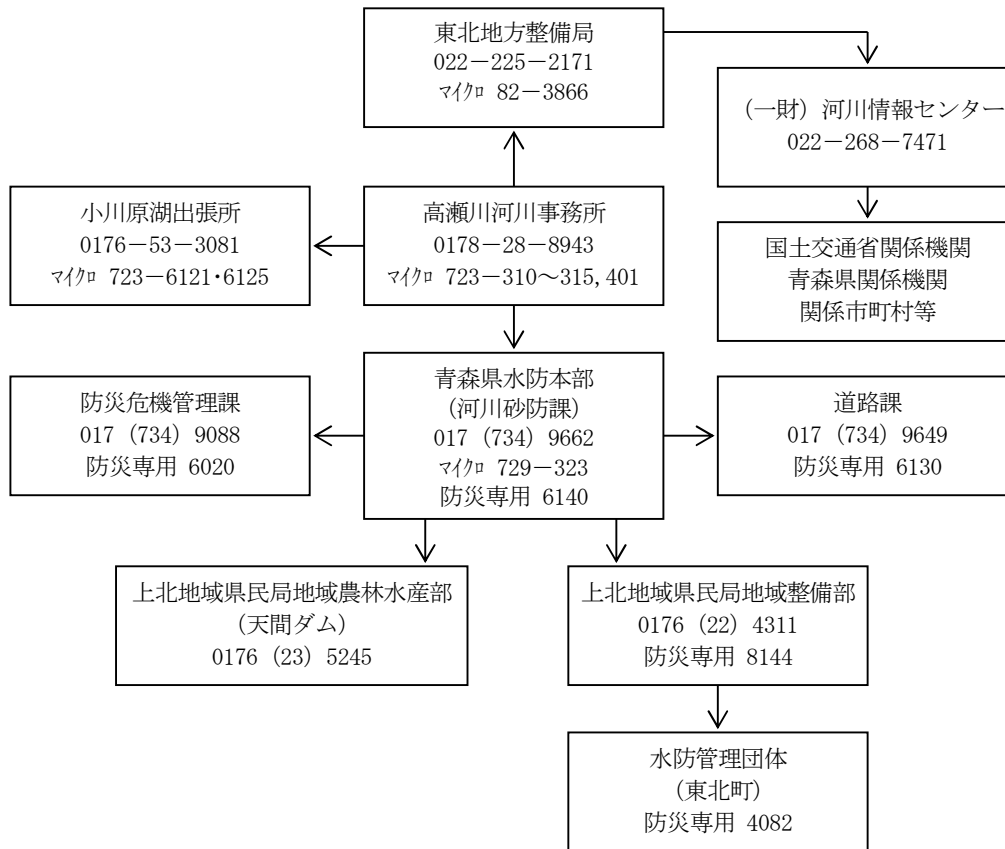 東北地方整備局
022－225－2171
ﾏｲｸﾛ 82－3866
（一財）河川情報センター
022－268－7471
小川原湖出張所
0176－53－3081
ﾏｲｸﾛ 723－6121･6125
高瀬川河川事務所
0178－28－8943
ﾏｲｸﾛ 723－310～315,401
国土交通省関係機関
青森県関係機関
関係市町村等
防災危機管理課
017（734）9088
防災専用 6020
青森県水防本部
（河川砂防課）
017（734）9662
ﾏｲｸﾛ 729－323
防災専用 6140
道路課
017（734）9649
防災専用 6130
上北地域県民局地域農林水産部
（天間ダム）
0176（23）5245
上北地域県民局地域整備部
0176（22）4311
防災専用 8144
水防管理団体
（東北町）
防災専用 4082